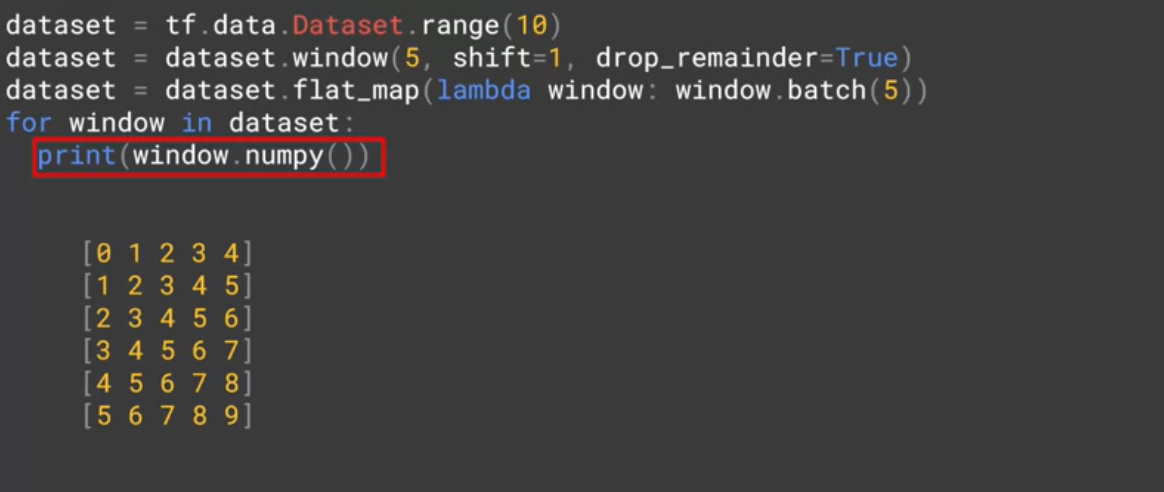 dataset = tf.data.Dataset.range(10)
dataset = dataset.window(5, shift=1, drop_remainder=True)
dataset = dataset.flat_map(lambda window: window.batch(5))
for window in dataset:
  print(window.numpy())
[0 1 2 3 4]
[1 2 3 4 5]
[2 3 4 5 6]
[3 4 5 6 7]
[4 5 6 7 8]
[5 6 7 8 9]